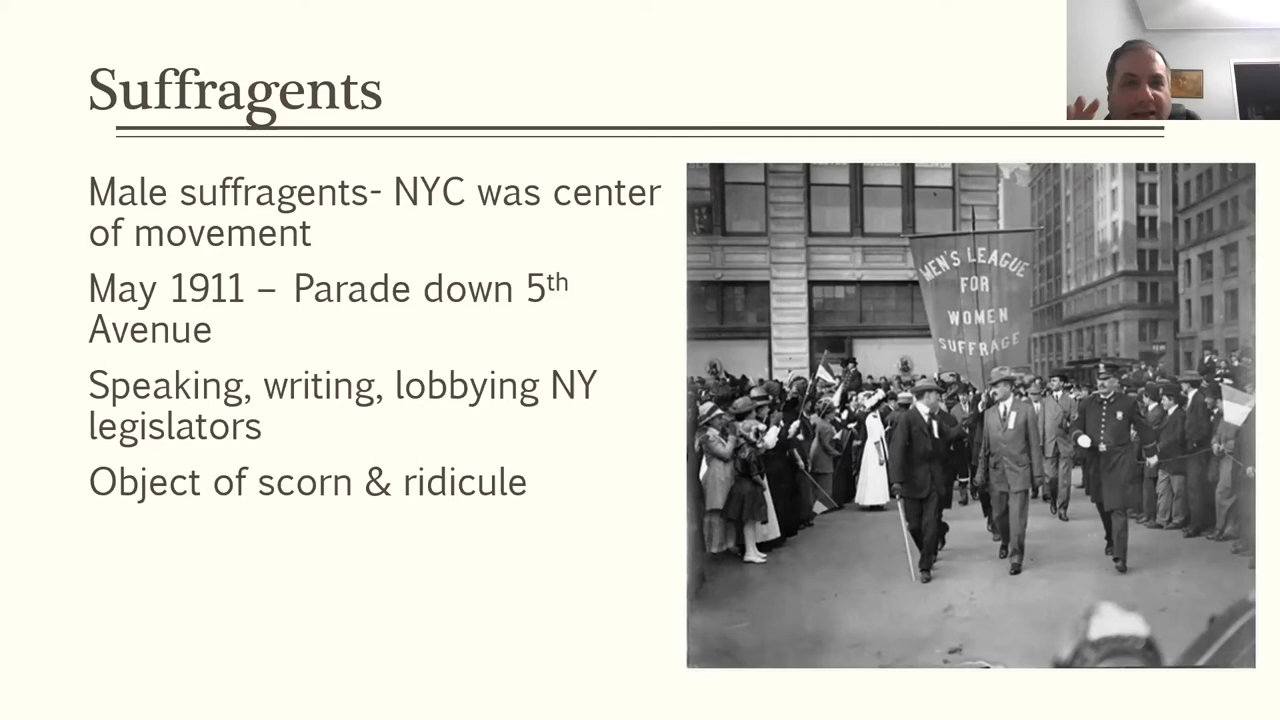 Suffragents
Male suffragents- NYC was center
of movement
May 1911 – Parade down 5th
Avenue
Speaking, writing, lobbying NY
legislators
Object of scorn & ridicule
MEN'S LEAGUE
FOR
WOMEN
SUFFRAGE